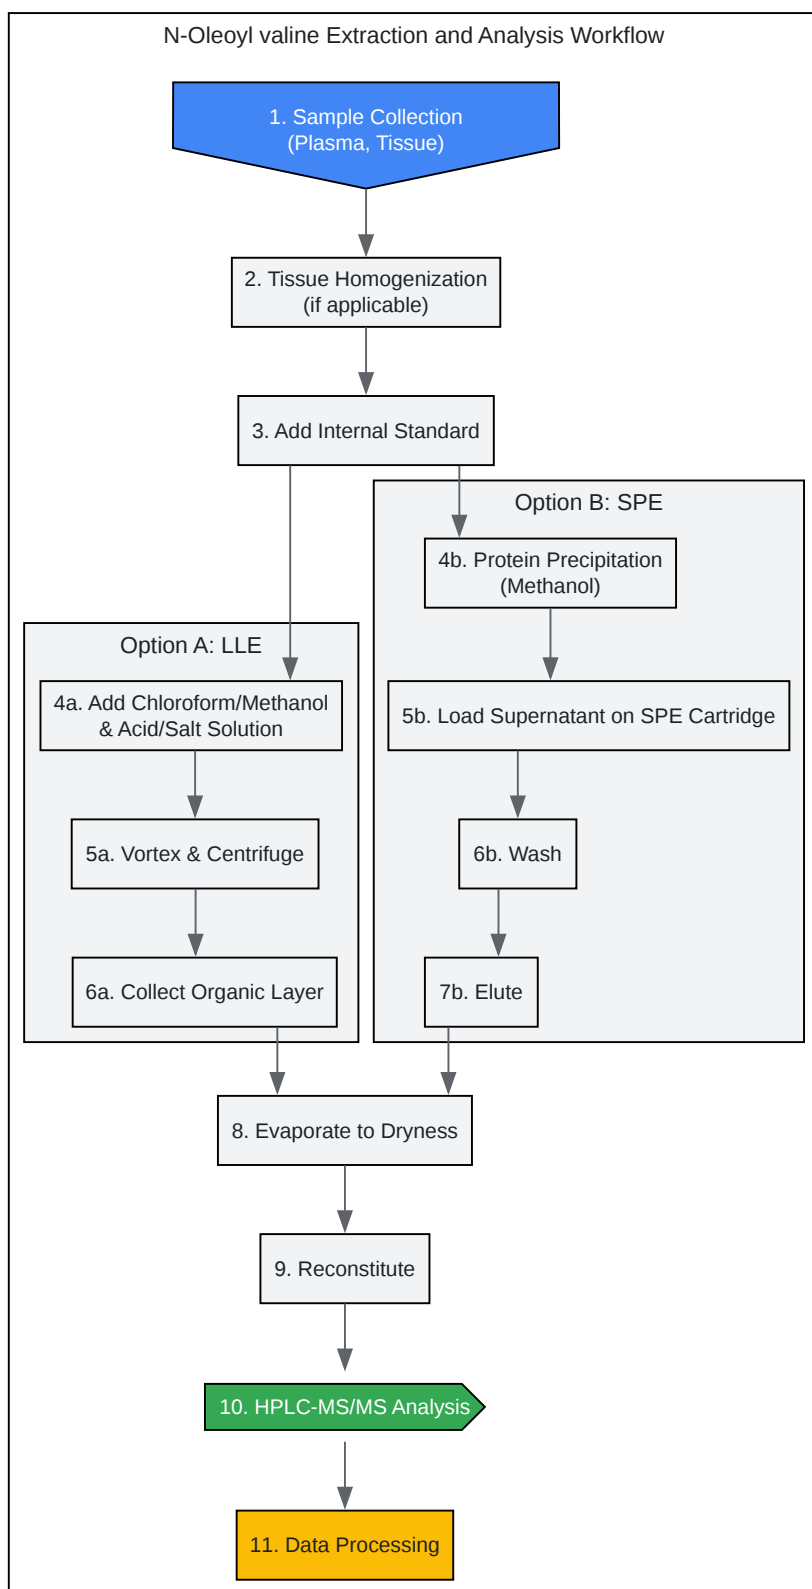 N-Oleoyl valine Extraction and Analysis Workflow
1. Sample Collection
(Plasma, Tissue)
2. Tissue Homogenization
(if applicable)
3. Add Internal Standard
Option A: LLE
4a. Add Chloroform/Methanol
& Acid/Salt Solution
5a. Vortex & Centrifuge
6a. Collect Organic Layer
Option B: SPE
4b. Protein Precipitation
(Methanol)
5b. Load Supernatant on SPE Cartridge
6b. Wash
7b. Elute
8. Evaporate to Dryness
9. Reconstitute
10. HPLC-MS/MS Analysis
11. Data Processing